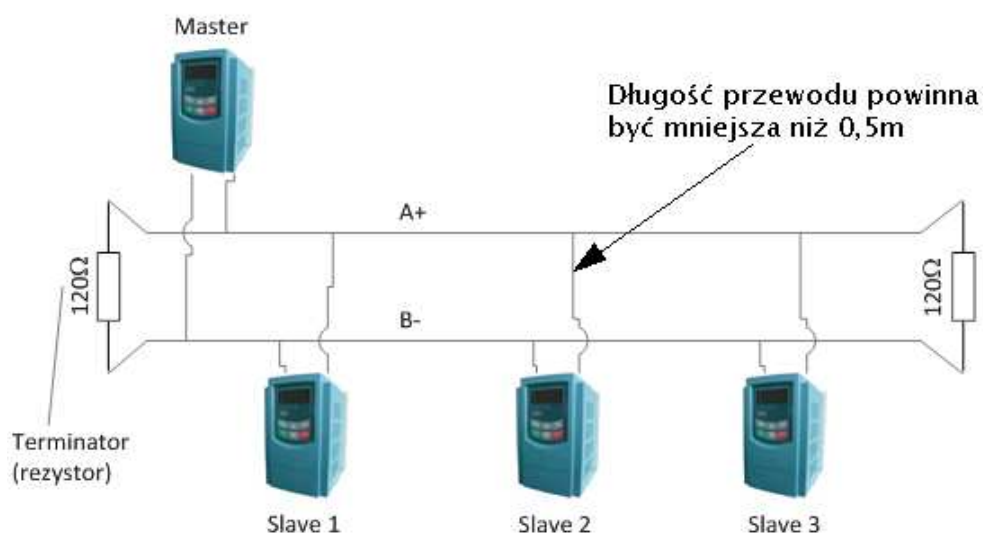 Master
Długość przewodu powinna
być mniejsza niż 0,5m
A+
120Ω
120Ω
B-
Terminator
(rezystor)
Slave 1
Slave 2
Slave 3